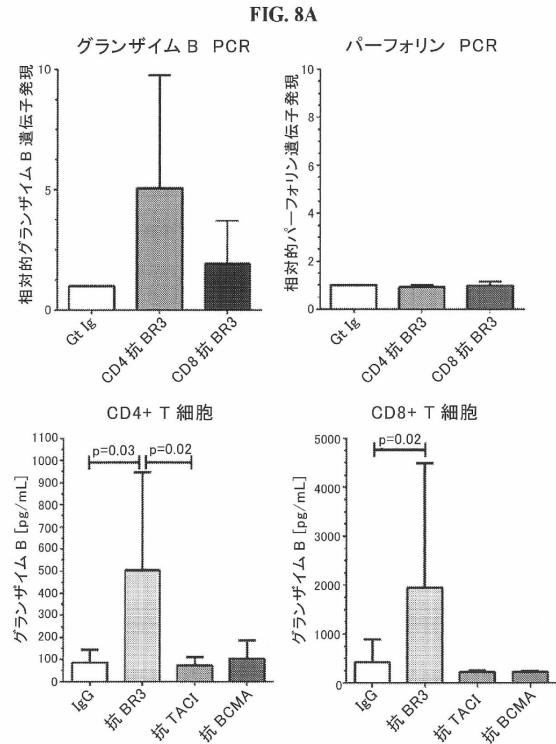 FIG. 8A
グランザイム B PCR
相対的グランザイム B 遺伝子発現
10
5
0
Gt Ig
CD4 抗 BR3
CD8 抗 BR3
パーフォリン PCR
相対的パーフォリン遺伝子発現
10
8
6
4
2
0
Gt Ig
CD4 抗 BR3
CD8 抗 BR3
CD4+ T 細胞
グランザイム B [pg/mL]
1100
1000
900
800
700
600
500
400
300
200
100
0
p=0.03
p=0.02
IgG
抗 BR3
抗 TACI
抗 BCMA
CD8+ T 細胞
グランザイム B [pg/mL]
5000
4000
3000
2000
1000
0
p=0.02
IgG
抗 BR3
抗 TACI
抗 BCMA